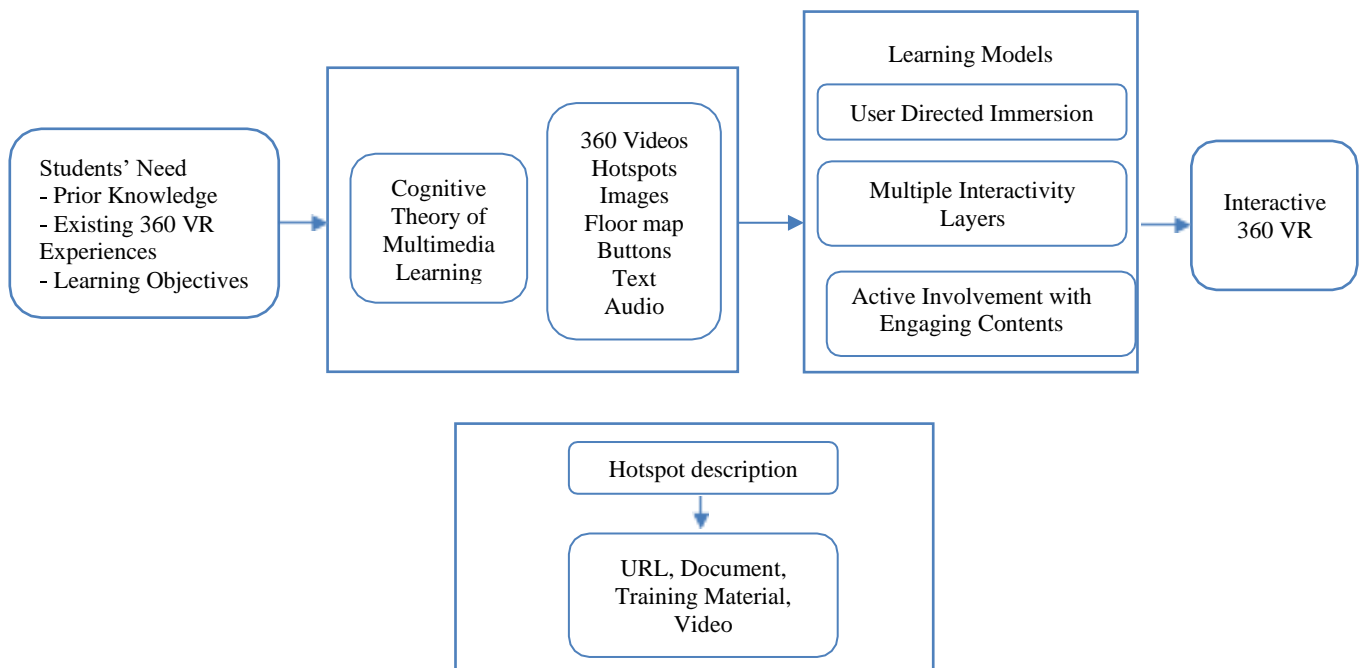 Students’ Need
- Prior Knowledge
- Existing 360 VR
Experiences
- Learning Objectives
Cognitive
Theory of
Multimedia
Learning
360 Videos
Hotspots
Images
Floor map
Buttons
Text
Audio
Learning Models
User Directed Immersion
Multiple Interactivity
Layers
Active Involvement with
Engaging Contents
Interactive
360 VR
Hotspot description
URL, Document,
Training Material,
Video